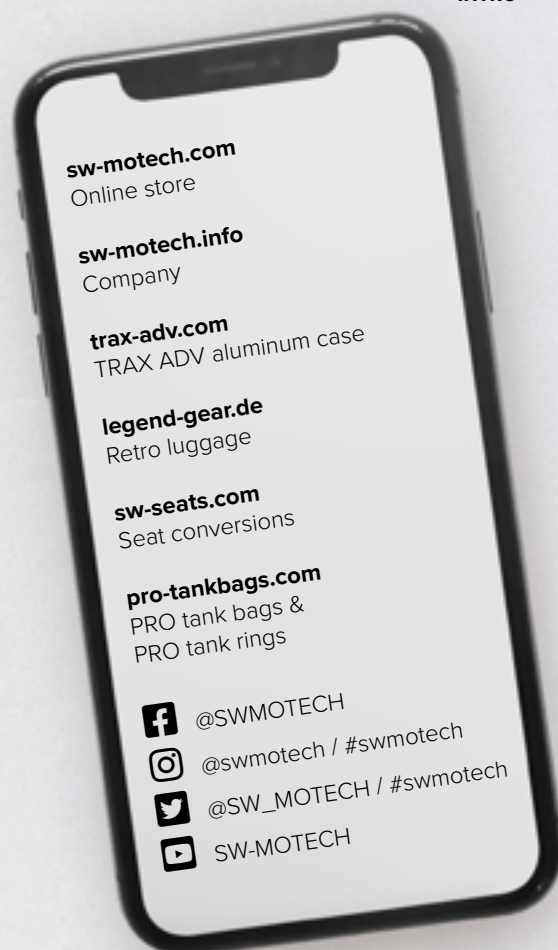 sw-motech.com
Online store
sw-motech.info
Company
trax-adv.com
TRAX ADV aluminum case
legend-gear.de
Retro luggage
sw-seats.com
Seat conversions
pro-tankbags.com
PRO tank bags &
PRO tank rings
@SWMOTECH
@swmotech / #swmotech
@SW_MOTECH / #swmotech
SW-MOTECH